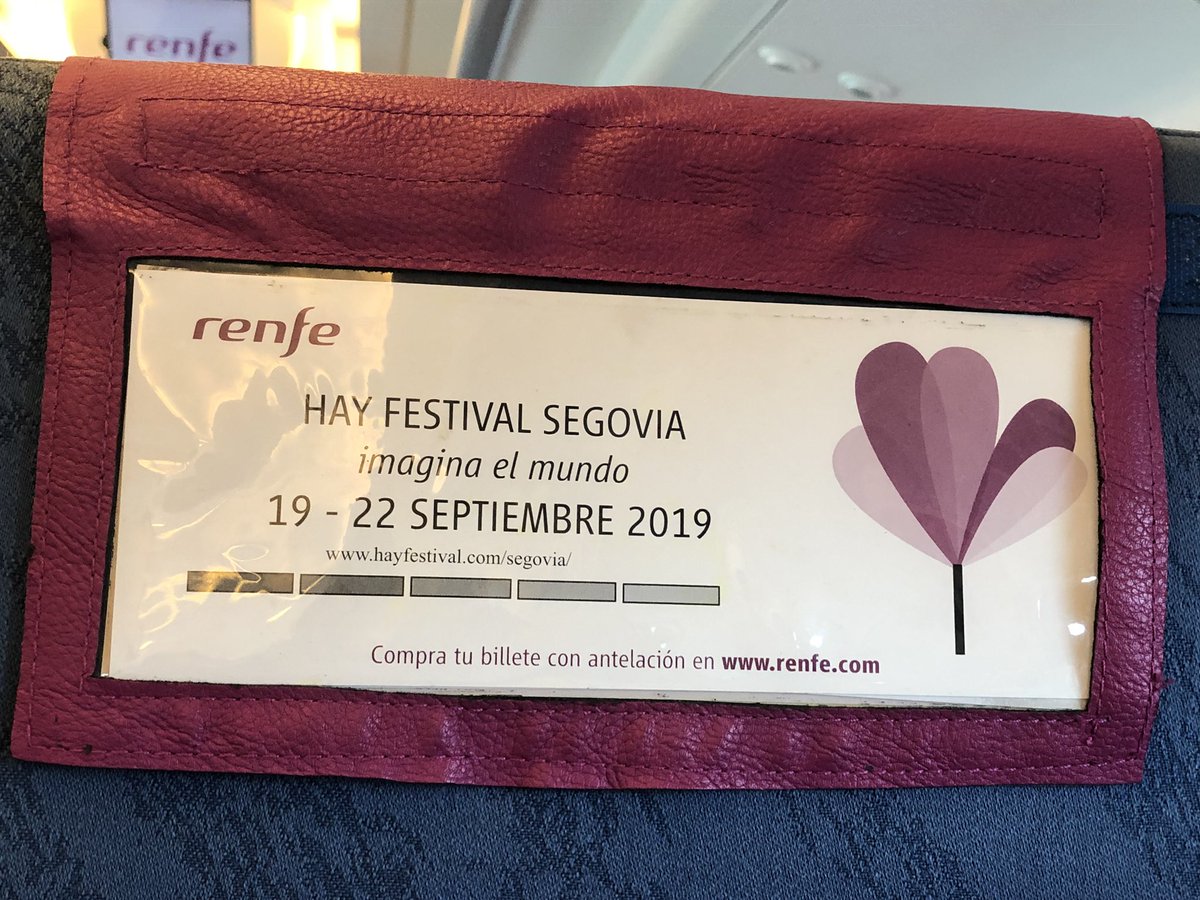 renfe
renfe
HAY FESTIVAL SEGOVIA
imagina el mundo
19 - 22 SEPTIEMBRE 2019
www.hayfestival.com/segovia/
Compra tu billete con antelación en www.renfe.com